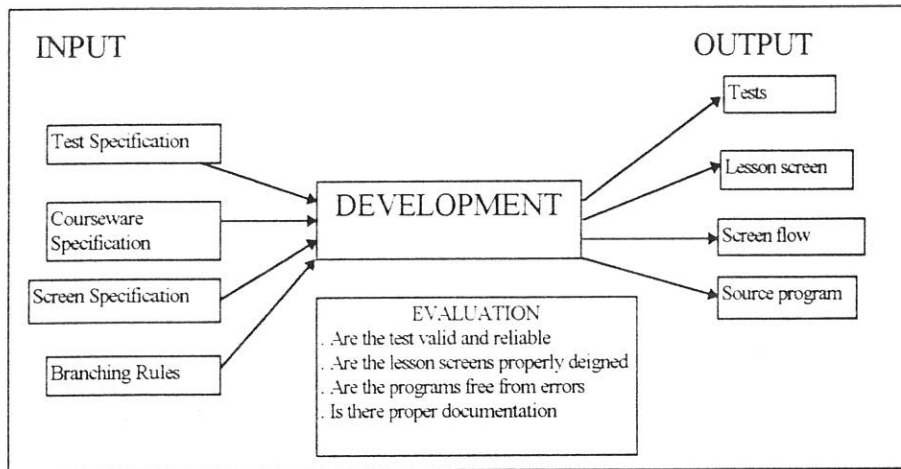 INPUT
OUTPUT
Tests
Test Specification
Lesson screen
DEVELOPMENT
Courseware
Specification
Screen flow
Screen Specification
Source program
EVALUATION
. Are the test valid and reliable
. Are the lesson screens properly deigned
Branching Rules
. Are the programs free from errors
. Is there proper documentation